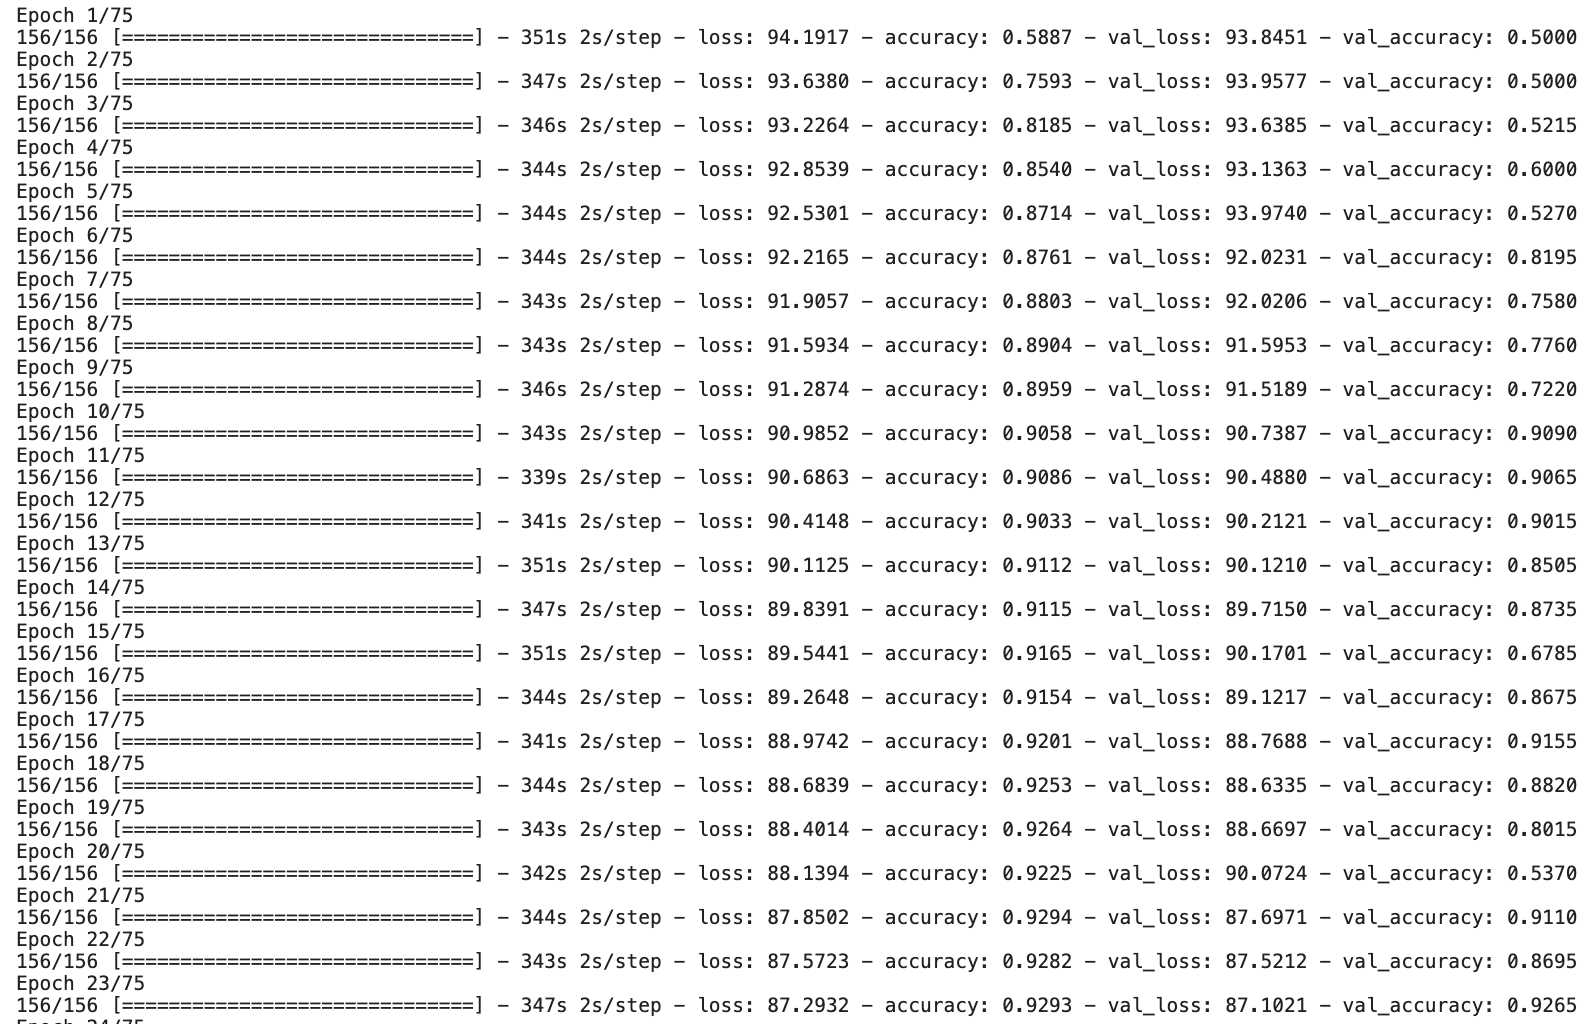 Epoch 1/75
156/156 [==============================] - 351s 2s/step - loss: 94.1917 - accuracy: 0.5887 - val_loss: 93.8451 - val_accuracy: 0.5000
Epoch 2/75
156/156 [==============================] - 347s 2s/step - loss: 93.6380 - accuracy: 0.7593 - val_loss: 93.9577 - val_accuracy: 0.5000
Epoch 3/75
156/156 [==============================] - 346s 2s/step - loss: 93.2264 - accuracy: 0.8185 - val_loss: 93.6385 - val_accuracy: 0.5215
Epoch 4/75
156/156 [==============================] - 344s 2s/step - loss: 92.8539 - accuracy: 0.8540 - val_loss: 93.1363 - val_accuracy: 0.6000
Epoch 5/75
156/156 [==============================] - 344s 2s/step - loss: 92.5301 - accuracy: 0.8714 - val_loss: 93.9740 - val_accuracy: 0.5270
Epoch 6/75
156/156 [==============================] - 344s 2s/step - loss: 92.2165 - accuracy: 0.8761 - val_loss: 92.0231 - val_accuracy: 0.8195
Epoch 7/75
156/156 [==============================] - 343s 2s/step - loss: 91.9057 - accuracy: 0.8803 - val_loss: 92.0206 - val_accuracy: 0.7580
Epoch 8/75
156/156 [==============================] - 343s 2s/step - loss: 91.5934 - accuracy: 0.8904 - val_loss: 91.5953 - val_accuracy: 0.7760
Epoch 9/75
156/156 [==============================] - 346s 2s/step - loss: 91.2874 - accuracy: 0.8959 - val_loss: 91.5189 - val_accuracy: 0.7220
Epoch 10/75
156/156 [==============================] - 343s 2s/step - loss: 90.9852 - accuracy: 0.9058 - val_loss: 90.7387 - val_accuracy: 0.9090
Epoch 11/75
156/156 [==============================] - 339s 2s/step - loss: 90.6863 - accuracy: 0.9086 - val_loss: 90.4880 - val_accuracy: 0.9065
Epoch 12/75
156/156 [==============================] - 341s 2s/step - loss: 90.4148 - accuracy: 0.9033 - val_loss: 90.2121 - val_accuracy: 0.9015
Epoch 13/75
156/156 [==============================] - 351s 2s/step - loss: 90.1125 - accuracy: 0.9112 - val_loss: 90.1210 - val_accuracy: 0.8505
Epoch 14/75
156/156 [==============================] - 347s 2s/step - loss: 89.8391 - accuracy: 0.9115 - val_loss: 89.7150 - val_accuracy: 0.8735
Epoch 15/75
156/156 [==============================] - 351s 2s/step - loss: 89.5441 - accuracy: 0.9165 - val_loss: 90.1701 - val_accuracy: 0.6785
Epoch 16/75
156/156 [==============================] - 344s 2s/step - loss: 89.2648 - accuracy: 0.9154 - val_loss: 89.1217 - val_accuracy: 0.8675
Epoch 17/75
156/156 [==============================] - 341s 2s/step - loss: 88.9742 - accuracy: 0.9201 - val_loss: 88.7688 - val_accuracy: 0.9155
Epoch 18/75
156/156 [==============================] - 344s 2s/step - loss: 88.6839 - accuracy: 0.9253 - val_loss: 88.6335 - val_accuracy: 0.8820
Epoch 19/75
156/156 [==============================] - 343s 2s/step - loss: 88.4014 - accuracy: 0.9264 - val_loss: 88.6697 - val_accuracy: 0.8015
Epoch 20/75
156/156 [==============================] - 342s 2s/step - loss: 88.1394 - accuracy: 0.9225 - val_loss: 90.0724 - val_accuracy: 0.5370
Epoch 21/75
156/156 [==============================] - 344s 2s/step - loss: 87.8502 - accuracy: 0.9294 - val_loss: 87.6971 - val_accuracy: 0.9110
Epoch 22/75
156/156 [==============================] - 343s 2s/step - loss: 87.5723 - accuracy: 0.9282 - val_loss: 87.5212 - val_accuracy: 0.8695
Epoch 23/75
156/156 [==============================] - 347s 2s/step - loss: 87.2932 - accuracy: 0.9293 - val_loss: 87.1021 - val_accuracy: 0.9265
Epoch 24/75